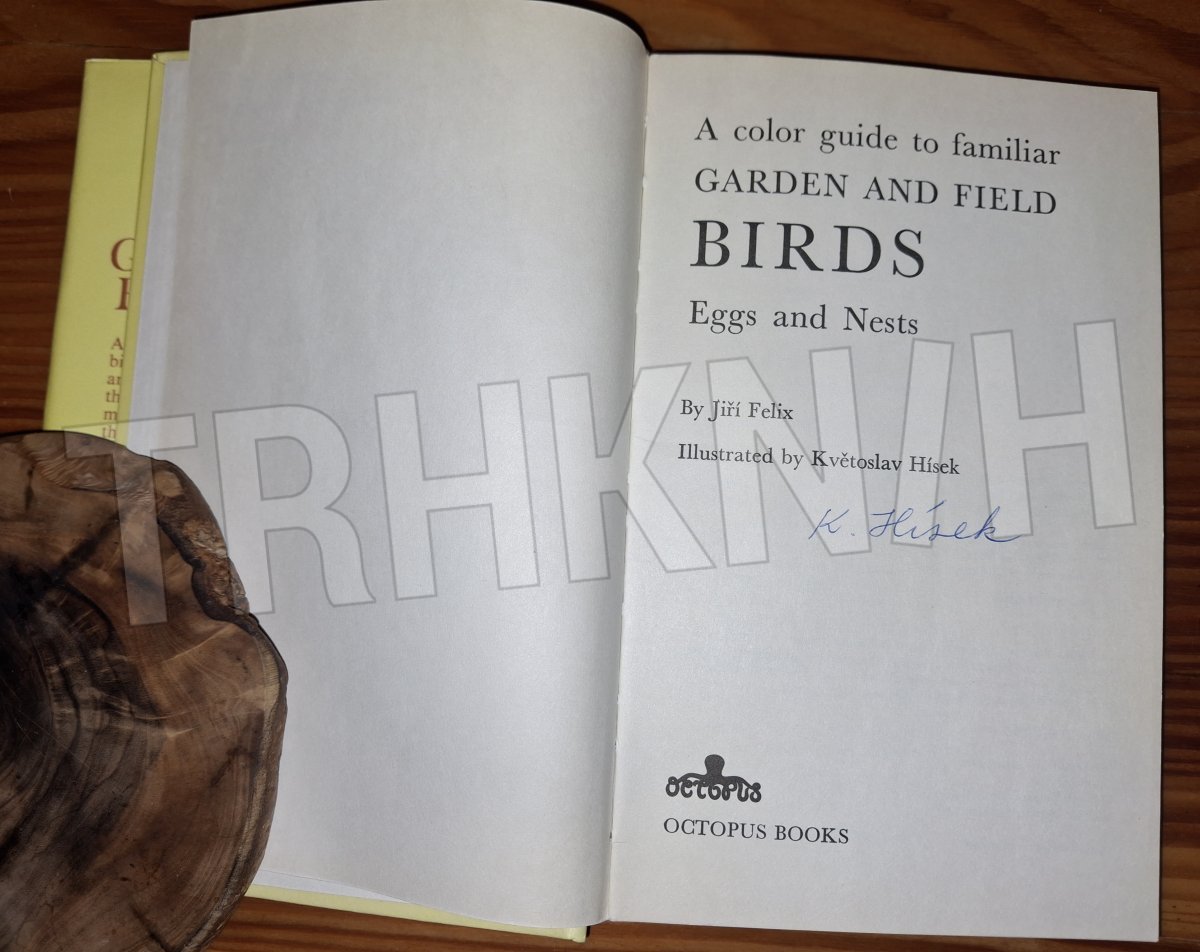 A color guide to familiar
GARDEN AND FIELD
BIRDS
Eggs and Nests
By Jiří Felix
Illustrated by Květoslav Hísek
K. Hísek
OCTOPUS
OCTOPUS BOOKS
TRHKNIH